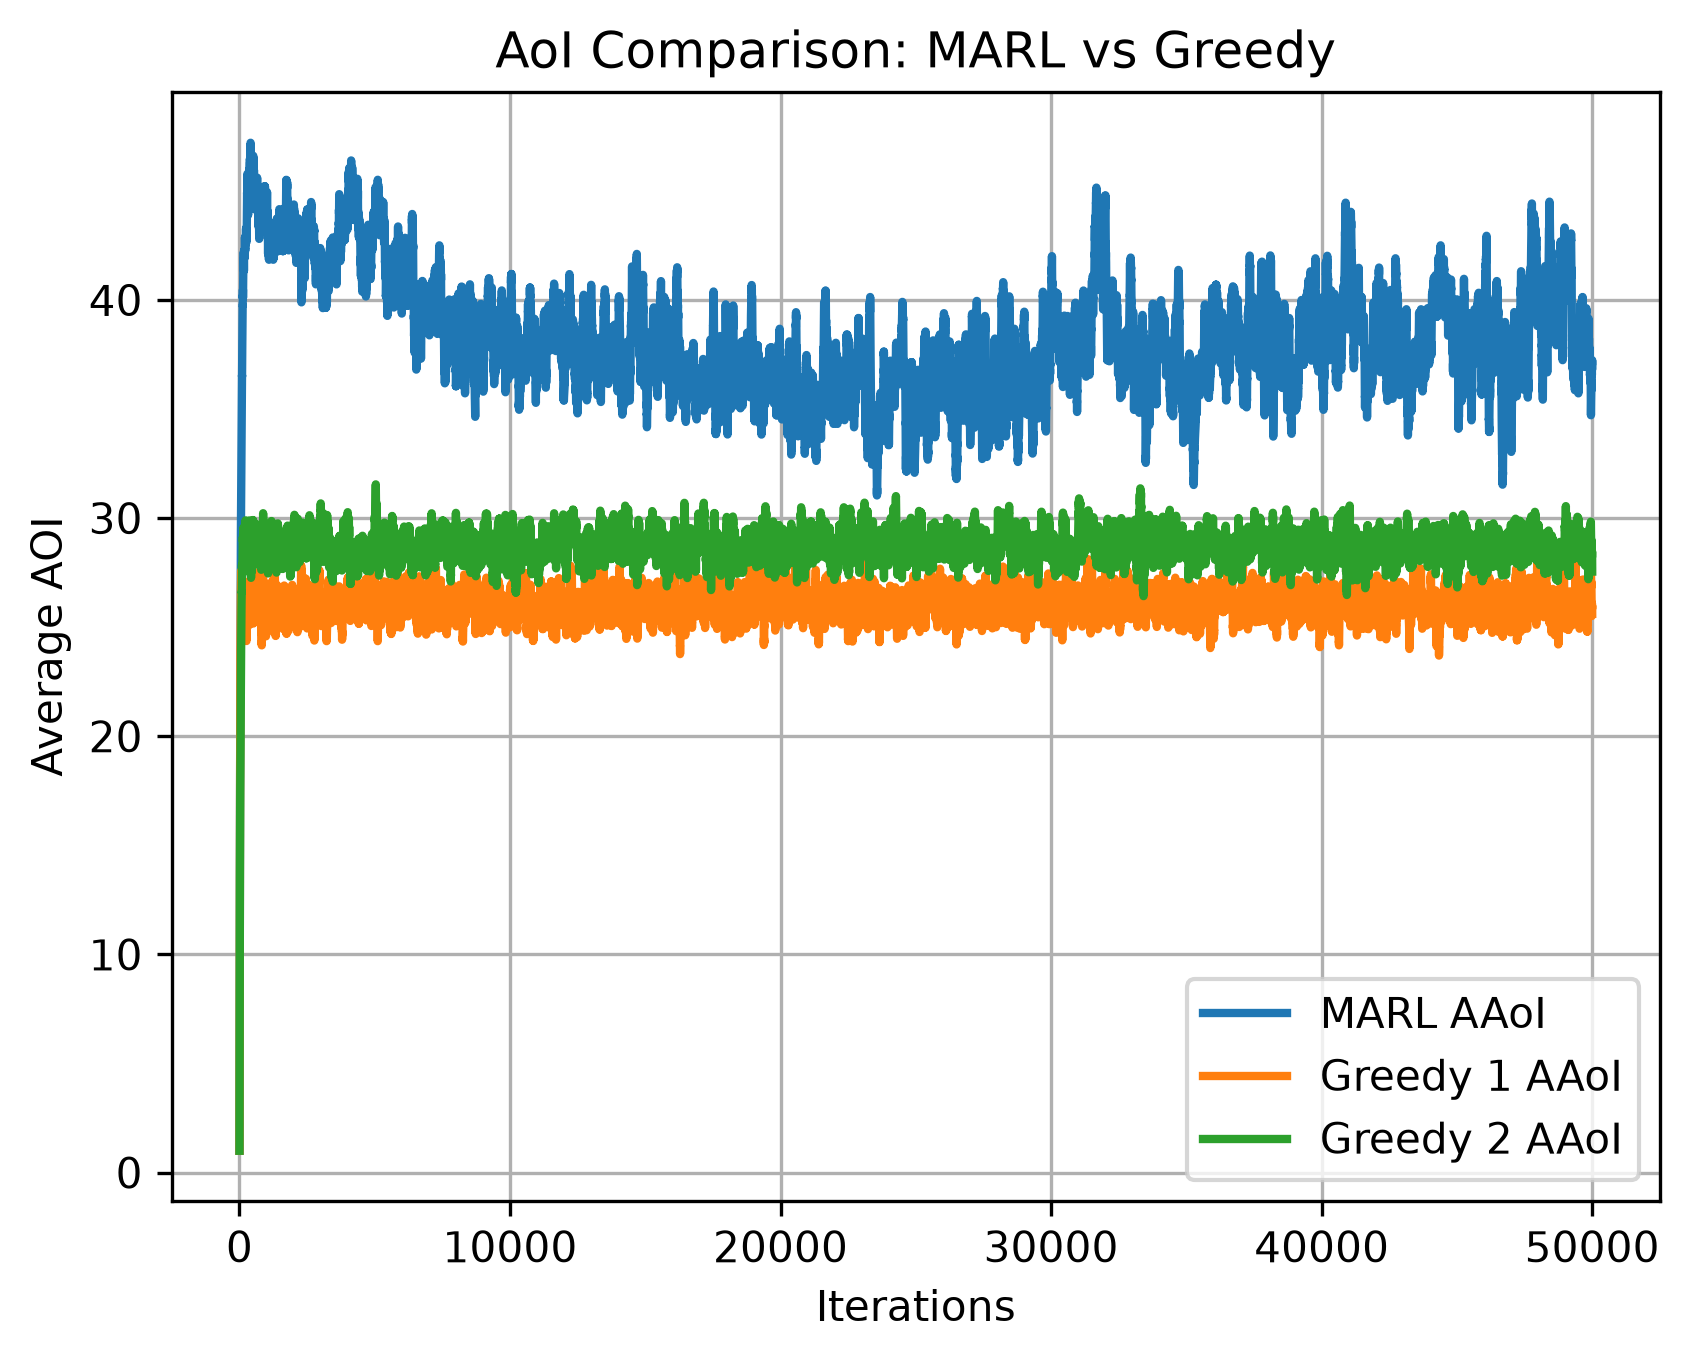 AoI Comparison: MARL vs Greedy
Average AOI
40
30
20
10
0
0 10000 20000 30000 40000 50000
Iterations
MARL AAoI
Greedy 1 AAoI
Greedy 2 AAoI